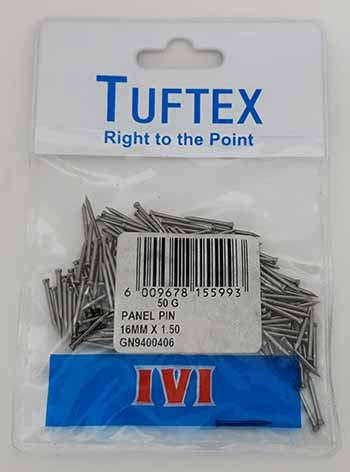 TUFTEX
Right to the Point
6 009678 155993
50 G
PANEL PIN
16MM X 1.50
GN9400406
IVI